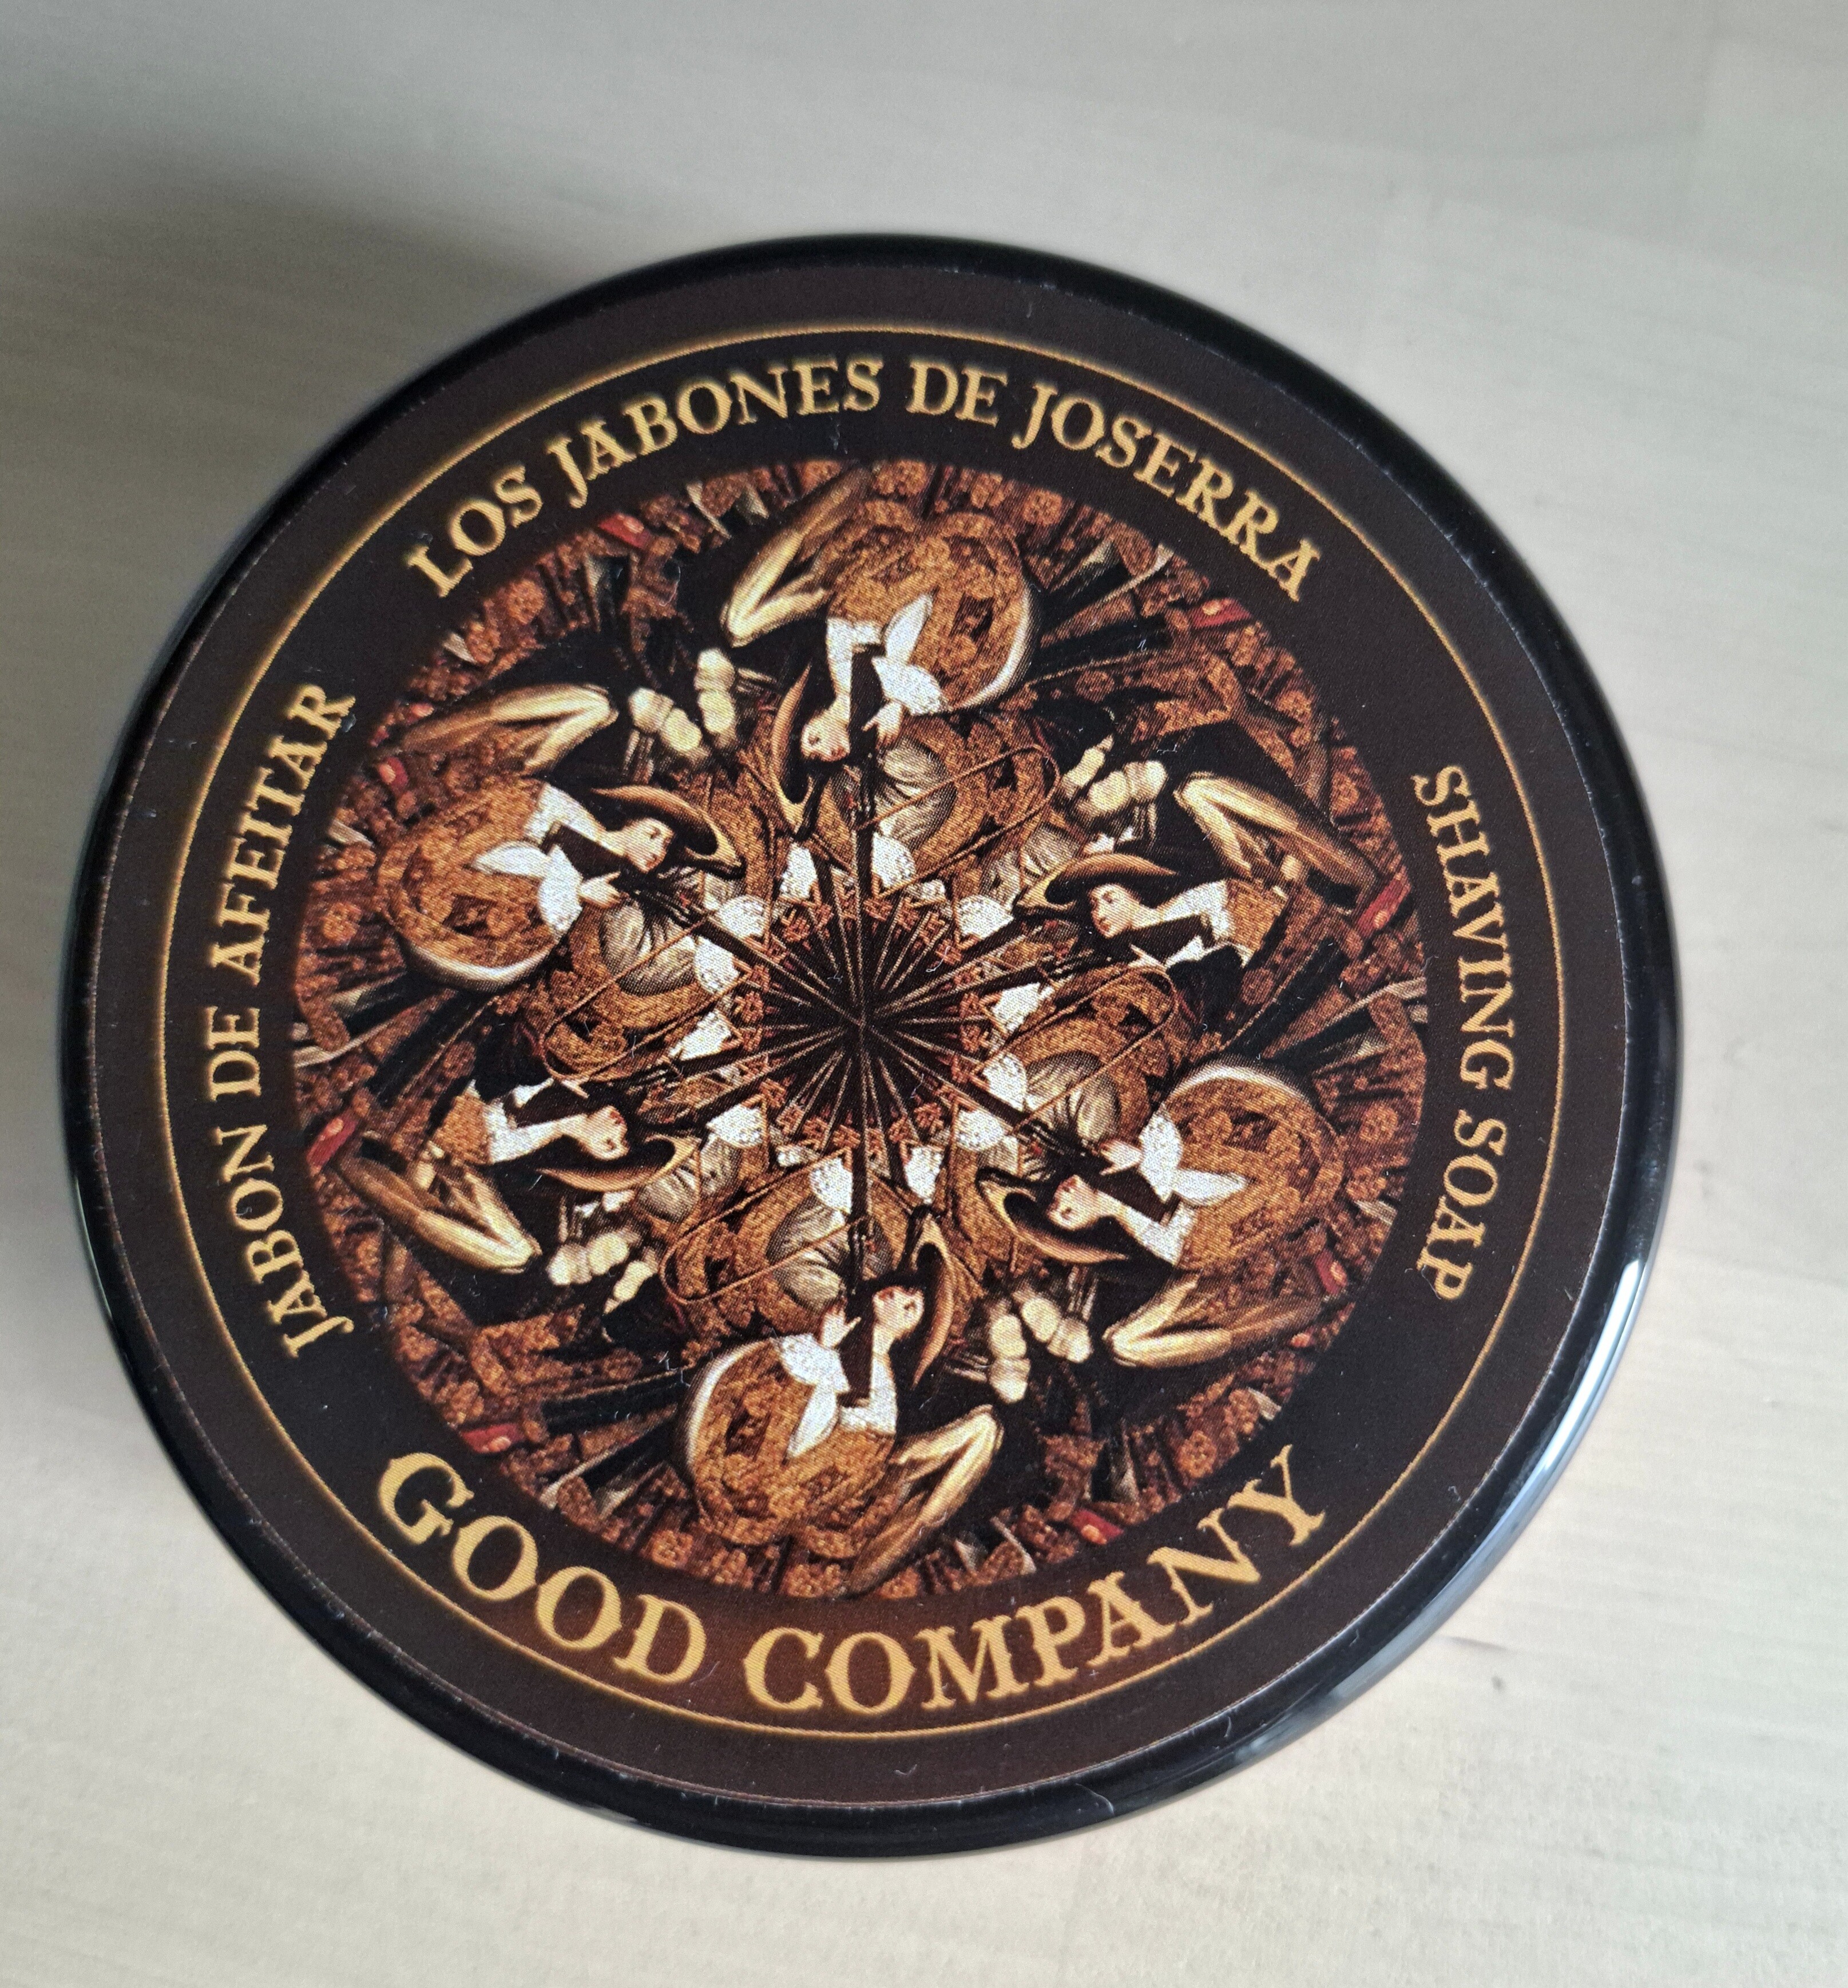 LOS JABONES DE JOSERRA
JABON DE AFEITAR
SHAVING SOAP
GOOD COMPANY